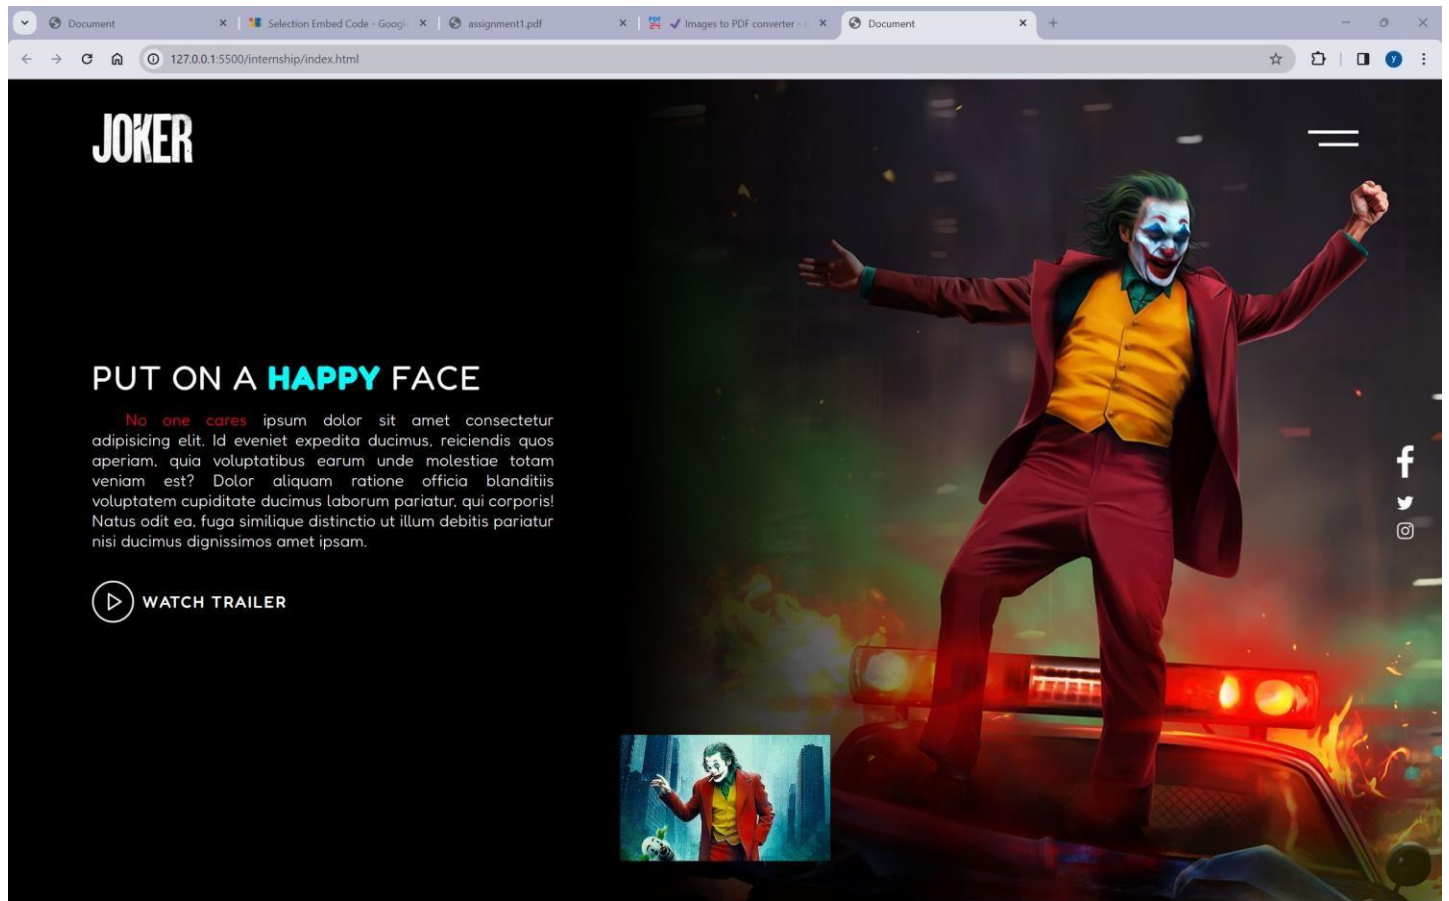 Document
Selection Embed Code - Googl
assignment1.pdf
PDF 24
Images to PDF converter -
Document
127.0.0.1:5500/internship/index.html
y
JOKER
PUT ON A HAPPY FACE
No one cares ipsum dolor sit amet consectetur
adipisicing elit. Id eveniet expedita ducimus, reiciendis quos
aperiam, quia voluptatibus earum unde molestiae totam
veniam est? Dolor aliquam ratione officia blanditiis
voluptatem cupiditate ducimus laborum pariatur, qui corporis!
Natus odit ea, fuga similique distinctio ut illum debitis pariatur
nisi ducimus dignissimos amet ipsam.
WATCH TRAILER